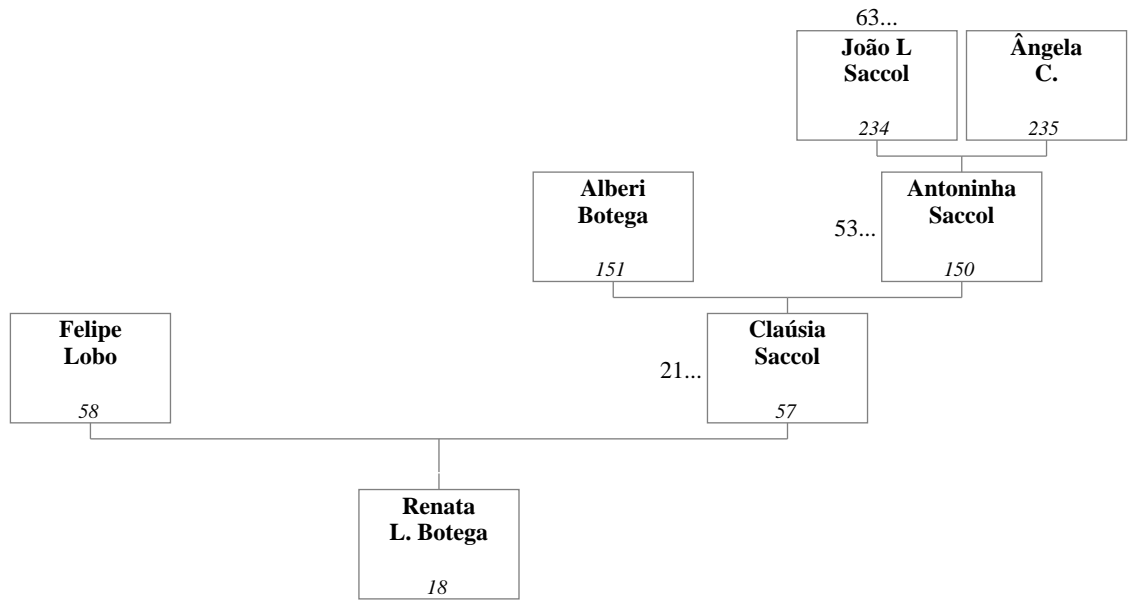 63...
João L
Saccol
234
Ângela
C.
235
Alberi
Botega
151
53...
Antoninha
Saccol
150
Felipe
Lobo
58
21...
Claúsia
Saccol
57
Renata
L. Botega
18